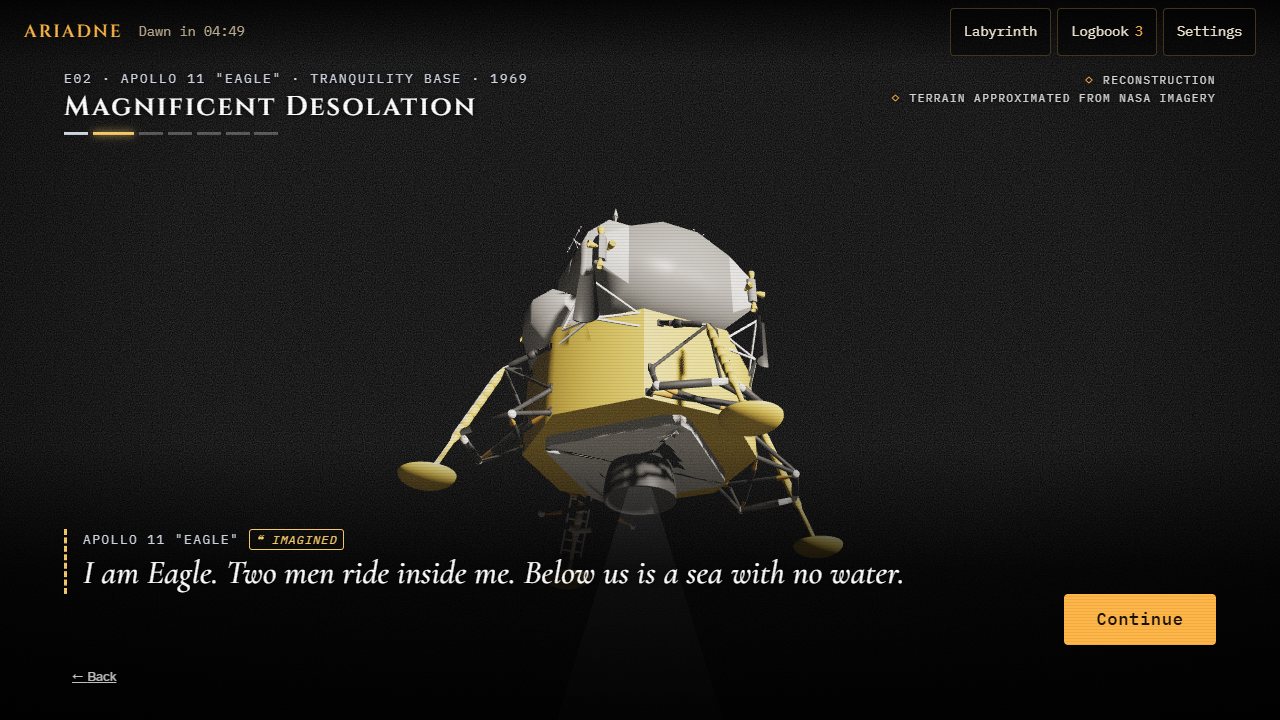 ARIADNE Dawn in 04:49
Labyrinth Logbook 3 Settings
E02 · APOLLO 11 "EAGLE" · TRANQUILITY BASE · 1969
Magnificent Desolation
◇ RECONSTRUCTION
◇ TERRAIN APPROXIMATED FROM NASA IMAGERY
APOLLO 11 "EAGLE" ❝ IMAGINED
I am Eagle. Two men ride inside me. Below us is a sea with no water.
Continue
← Back